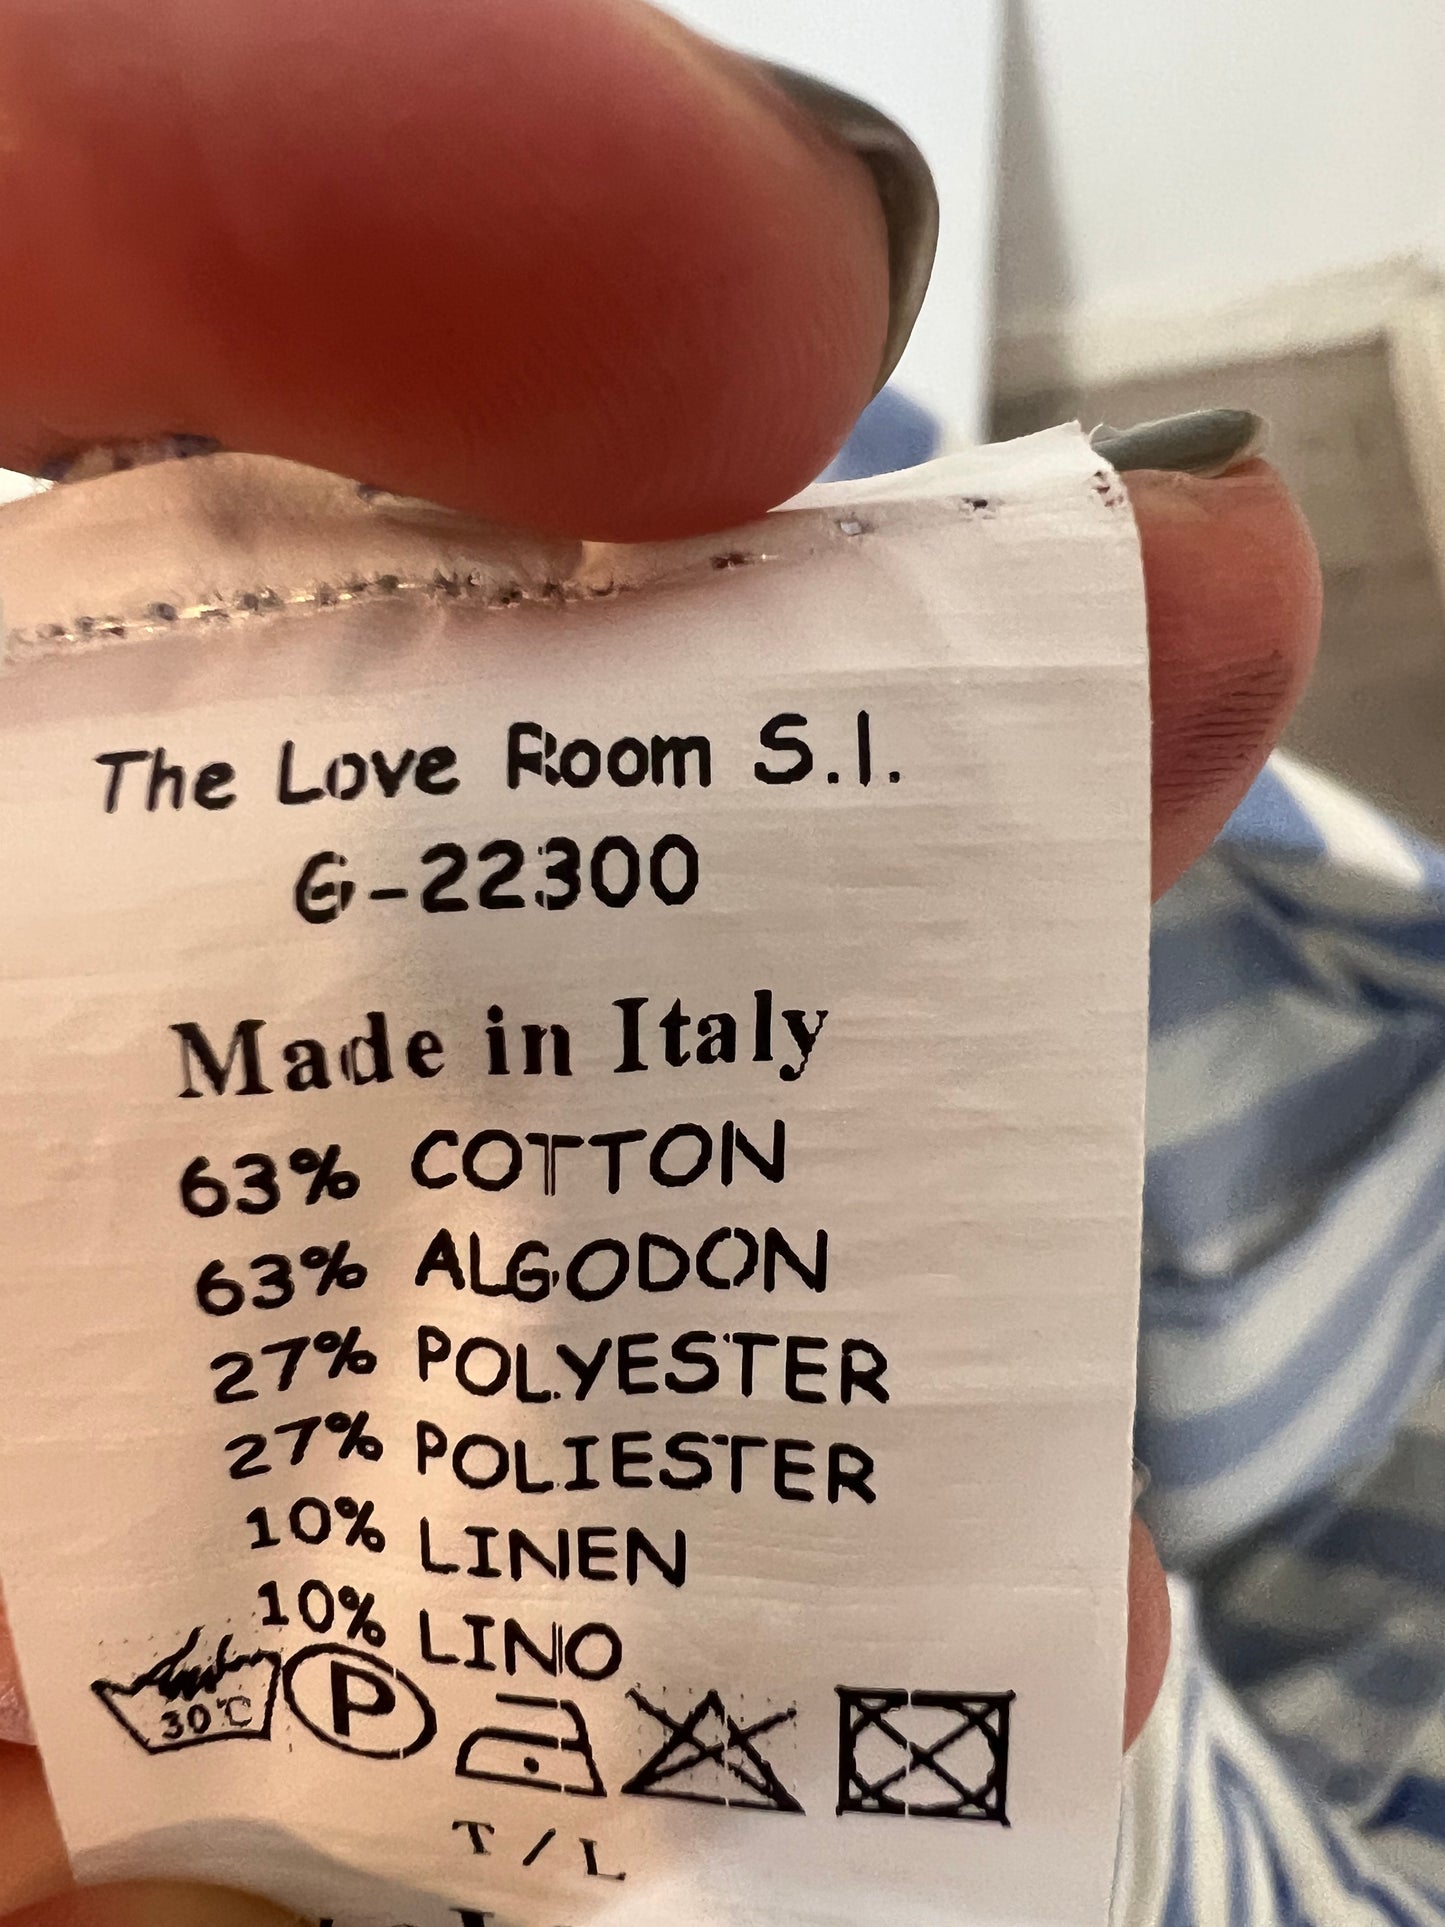 The Love Room S.l.
G-22300
Made in Italy
63% COTTON
63% ALGODON
27% POLYESTER
27% POLIESTER
10% LINEN
10% LINO
30°C P
T / L